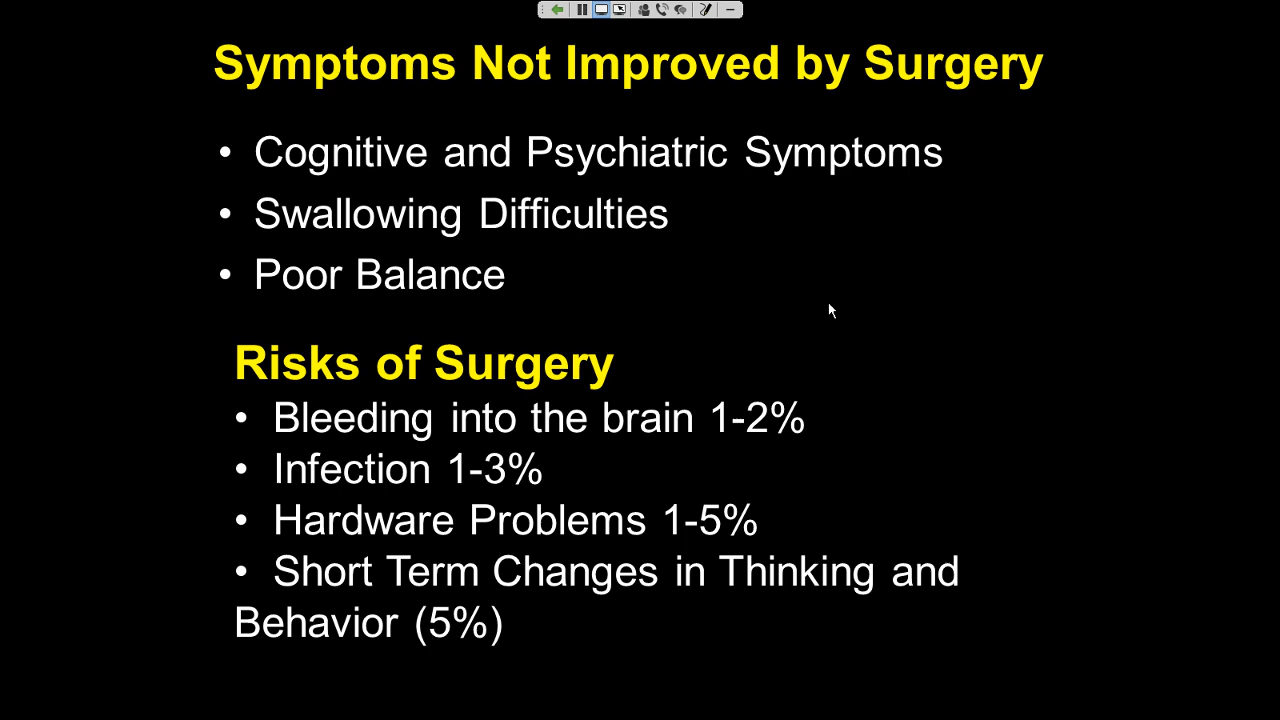 Symptoms Not Improved by Surgery
• Cognitive and Psychiatric Symptoms
• Swallowing Difficulties
• Poor Balance
Risks of Surgery
• Bleeding into the brain 1-2%
• Infection 1-3%
• Hardware Problems 1-5%
• Short Term Changes in Thinking and
Behavior (5%)